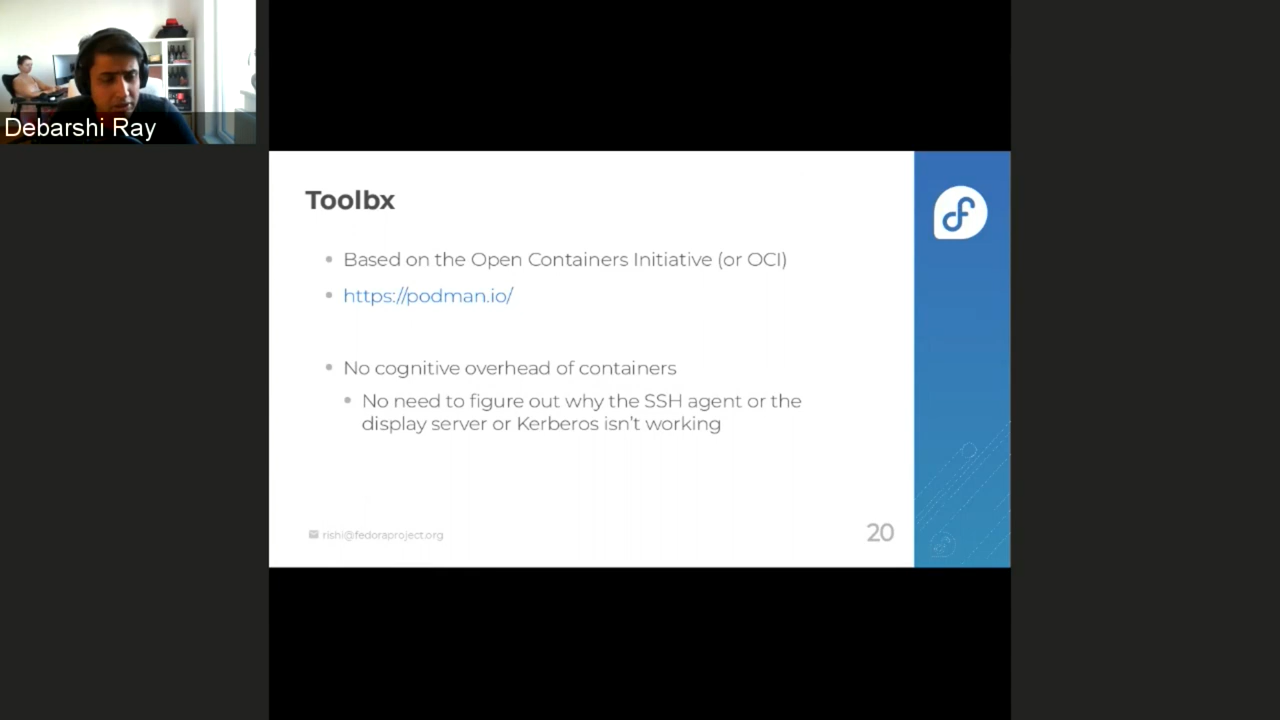 Debarshi Ray
Toolbx
Based on the Open Containers Initiative (or OCI)
https://podman.io/
No cognitive overhead of containers
No need to figure out why the SSH agent or the
display server or Kerberos isn't working
rishi@fedoraproject.org
20